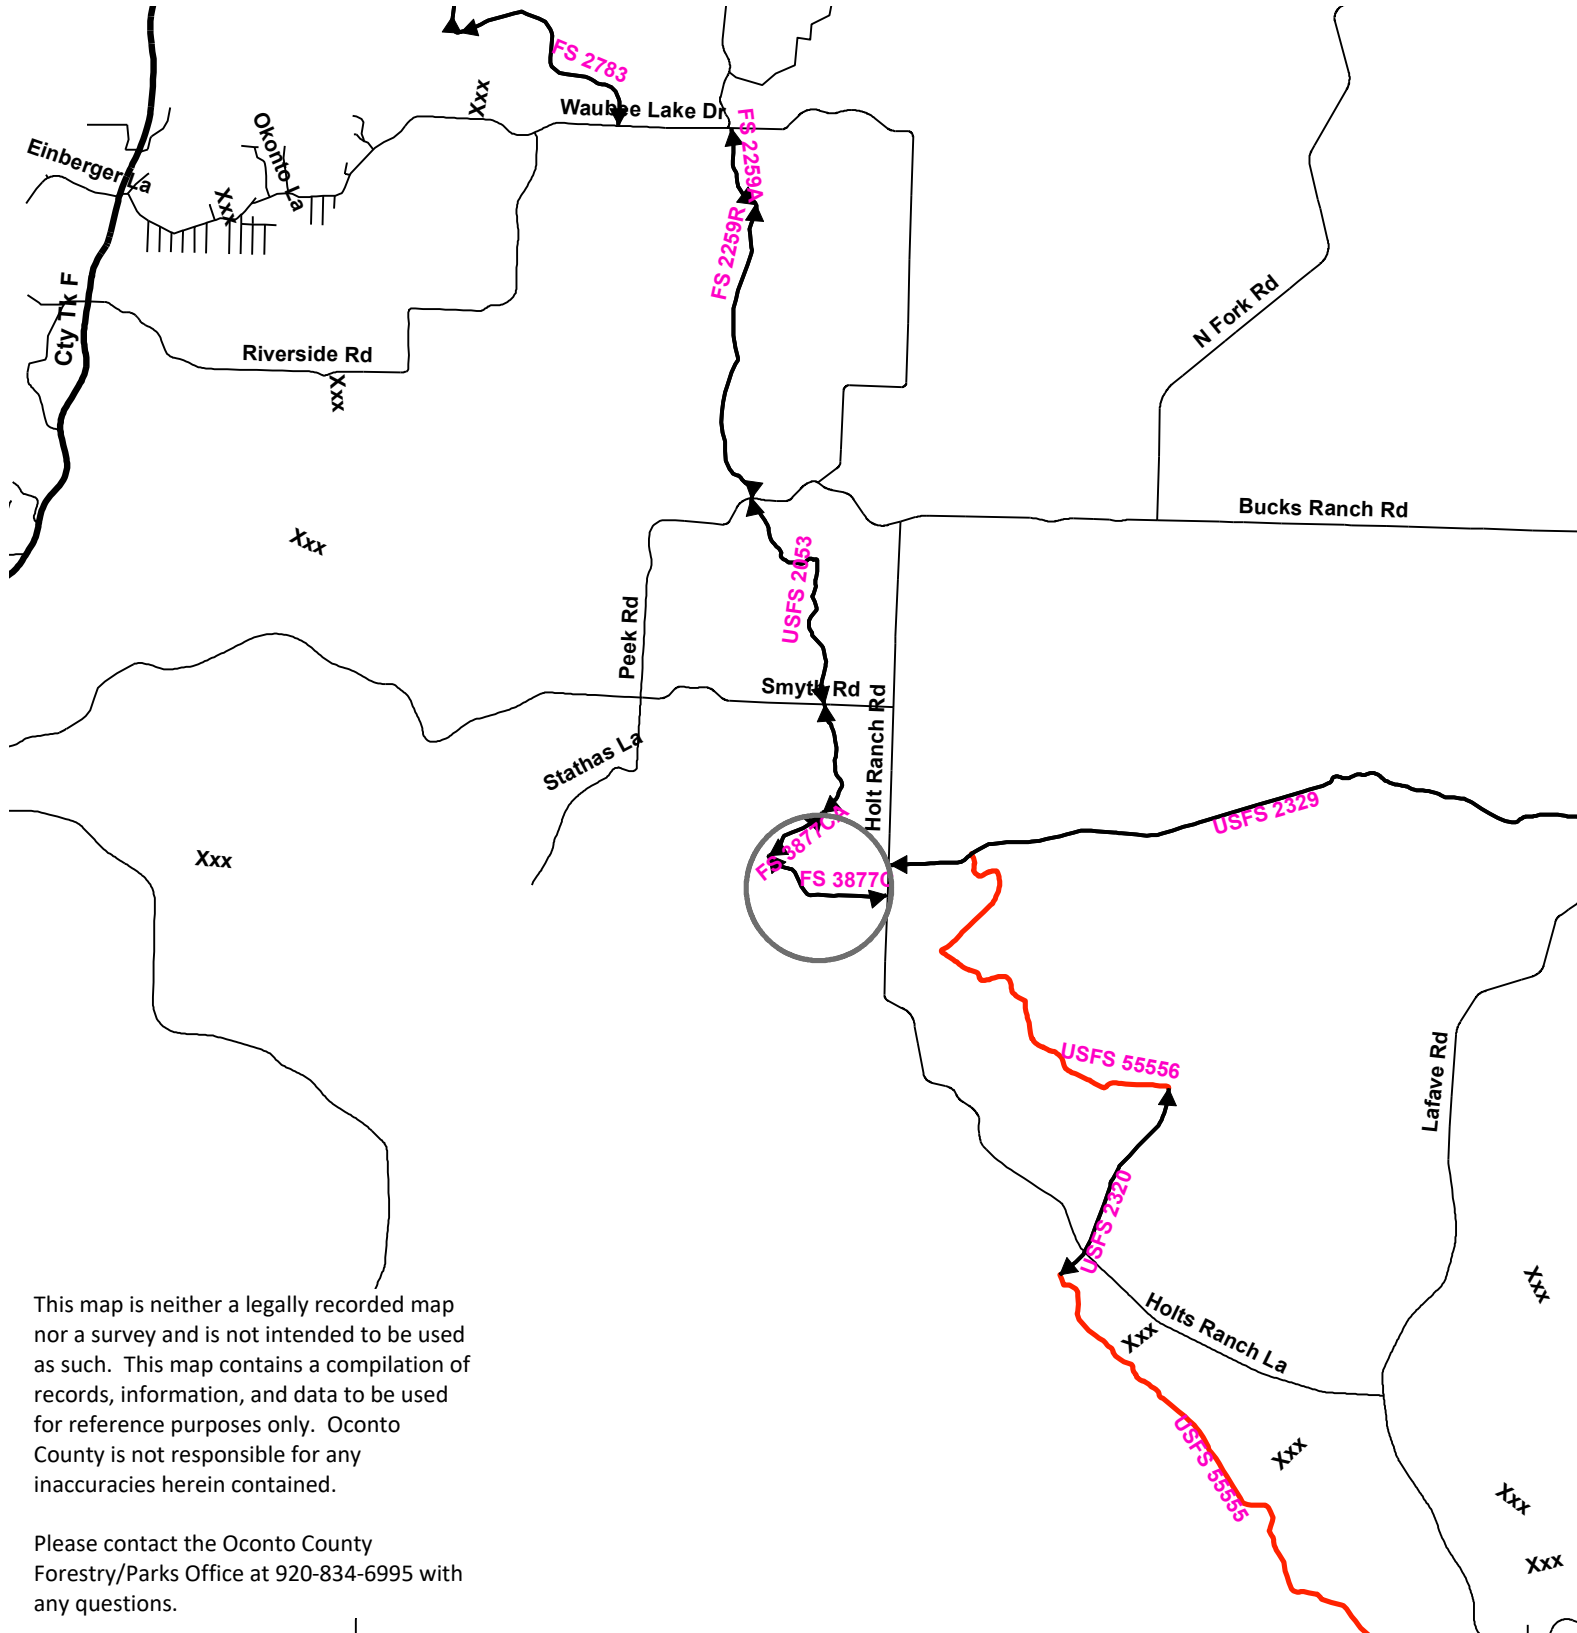 FS 2783
Xxx
Waubee Lake Dr
FS 2259A
Okonto La
Einberger La
Xxx
FS 2259R
Cty Tk F
N Fork Rd
Riverside Rd
Xxx
Bucks Ranch Rd
Xxx
USFS 2053
Peek Rd
Smyth Rd
Holt Ranch Rd
Stathas La
USFS 2329
FS 3877CA
Xxx
FS 3877C
USFS 55556
Lafave Rd
USFS 2320
Xxx
Holts Ranch La
Xxx
USFS 55555
Xxx
Xxx
Xxx
This map is neither a legally recorded map
nor a survey and is not intended to be used
as such.  This map contains a compilation of
records, information, and data to be used
for reference purposes only.  Oconto
County is not responsible for any
inaccuracies herein contained.
Please contact the Oconto County
Forestry/Parks Office at 920-834-6995 with
any questions.